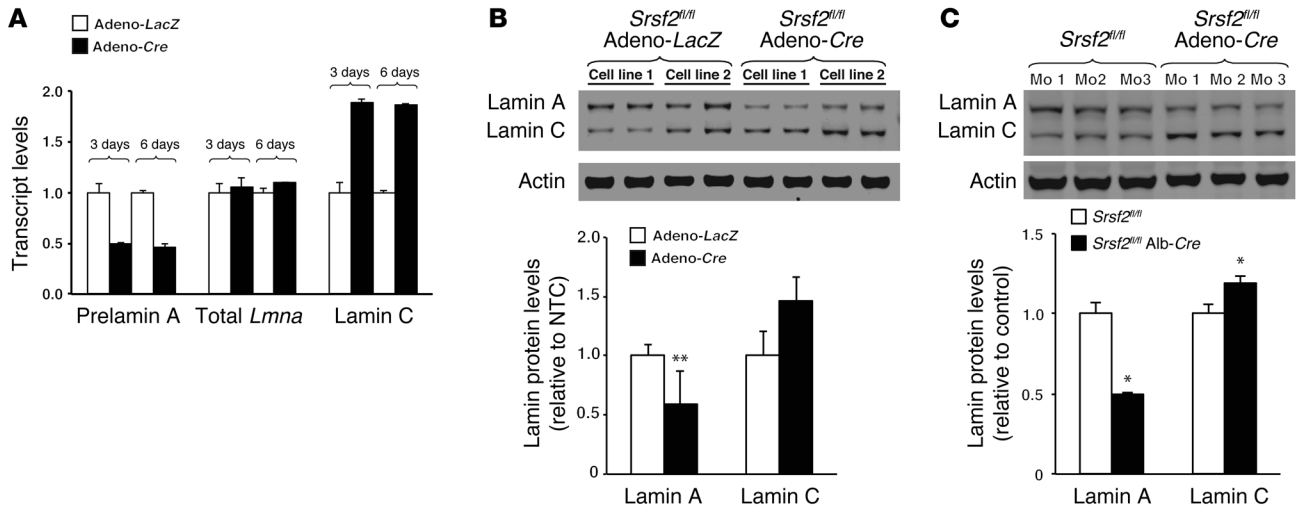 A
Adeno-LacZ
Adeno-Cre
Transcript levels
2.0
1.5
1.0
0.5
0.0
3 days 6 days
3 days 6 days
3 days 6 days
Prelamin A Total Lmna Lamin C
B
Srsf2fl/fl Srsf2fl/fl
Adeno-LacZ Adeno-Cre
Cell line 1 Cell line 2 Cell line 1 Cell line 2
Lamin A
Lamin C
Actin
Adeno-LacZ
Adeno-Cre
Lamin protein levels
(relative to NTC)
2.0
1.5
1.0
0.5
0
**
Lamin A Lamin C
C
Srsf2fl/fl
Srsf2fl/fl
Adeno-Cre
Mo 1 Mo2 Mo3 Mo 1 Mo 2 Mo 3
Lamin A
Lamin C
Actin
Srsf2fl/fl
Srsf2fl/fl Alb-Cre
Lamin protein levels
(relative to control)
1.5
1.0
0.5
0
*
*
Lamin A Lamin C